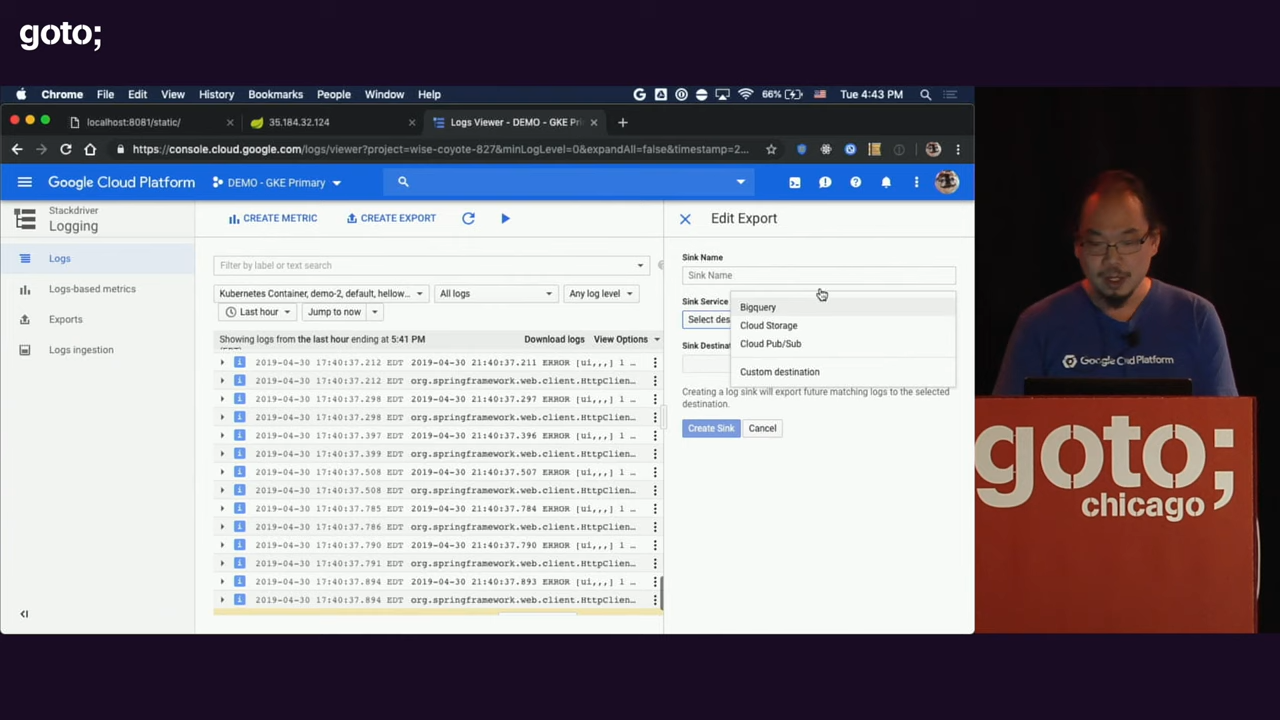 goto;
Chrome File Edit View History Bookmarks People Window Help 66% Tue 4:43 PM
localhost:8081/static/ 35.184.32.124 Logs Viewer - DEMO - GKE Pri
https://console.cloud.google.com/logs/viewer?project=wise-coyote-827&minLogLevel=0&expandAll=false&timestamp=2...
Google Cloud Platform DEMO - GKE Primary
Stackdriver
Logging
CREATE METRIC CREATE EXPORT
Edit Export
Logs
Logs-based metrics
Exports
Logs ingestion
Filter by label or text search
Kubernetes Container, demo-2, default, hellow... All logs Any log level
Last hour Jump to now
Showing logs from the last hour ending at 5:41 PM Download logs View Options
2019-04-30 17:40:37.212 EDT 2019-04-30 21:40:37.211 ERROR [ui,,,] 1 …
2019-04-30 17:40:37.212 EDT org.springframework.web.client.HttpClien…
2019-04-30 17:40:37.298 EDT 2019-04-30 21:40:37.297 ERROR [ui,,,] 1 …
2019-04-30 17:40:37.298 EDT org.springframework.web.client.HttpClien…
2019-04-30 17:40:37.397 EDT 2019-04-30 21:40:37.396 ERROR [ui,,,] 1 …
2019-04-30 17:40:37.399 EDT org.springframework.web.client.HttpClien…
2019-04-30 17:40:37.508 EDT 2019-04-30 21:40:37.507 ERROR [ui,,,] 1 …
2019-04-30 17:40:37.508 EDT org.springframework.web.client.HttpClien…
2019-04-30 17:40:37.785 EDT 2019-04-30 21:40:37.784 ERROR [ui,,,] 1 …
2019-04-30 17:40:37.786 EDT org.springframework.web.client.HttpClien…
2019-04-30 17:40:37.790 EDT 2019-04-30 21:40:37.790 ERROR [ui,,,] 1 …
2019-04-30 17:40:37.791 EDT org.springframework.web.client.HttpClien…
2019-04-30 17:40:37.894 EDT 2019-04-30 21:40:37.893 ERROR [ui,,,] 1 …
2019-04-30 17:40:37.894 EDT org.springframework.web.client.HttpClien…
Sink Name
Sink Name
Sink Service
Select des
Sink Destinat
Bigquery
Cloud Storage
Cloud Pub/Sub
Custom destination
Creating a log sink will export future matching logs to the selected
destination.
Create Sink Cancel
Google Cloud Platform
goto;
chicago